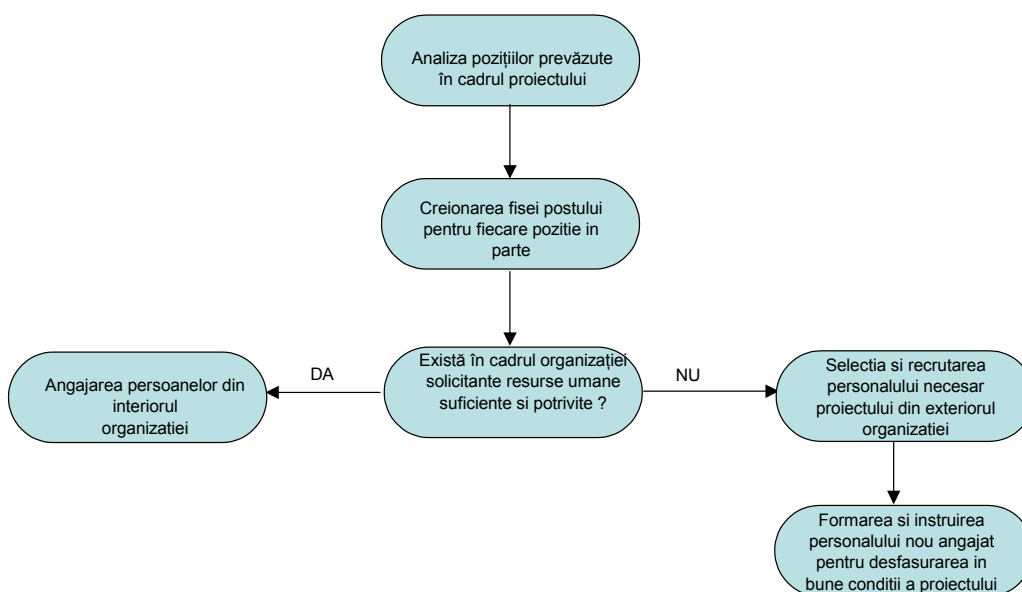 Analiza pozițiilor prevăzute
în cadrul proiectului
Creionarea fisei postului
pentru fiecare pozitie in
parte
Există în cadrul organizației
solicitante resurse umane
suficiente si potrivite ?
DA
NU
Angajarea persoanelor din
interiorul
organizatiei
Selectia si recrutarea
personalului necesar
proiectului din exteriorul
organizatiei
Formarea si instruirea
personalului nou angajat
pentru desfasurarea in
bune conditii a proiectului